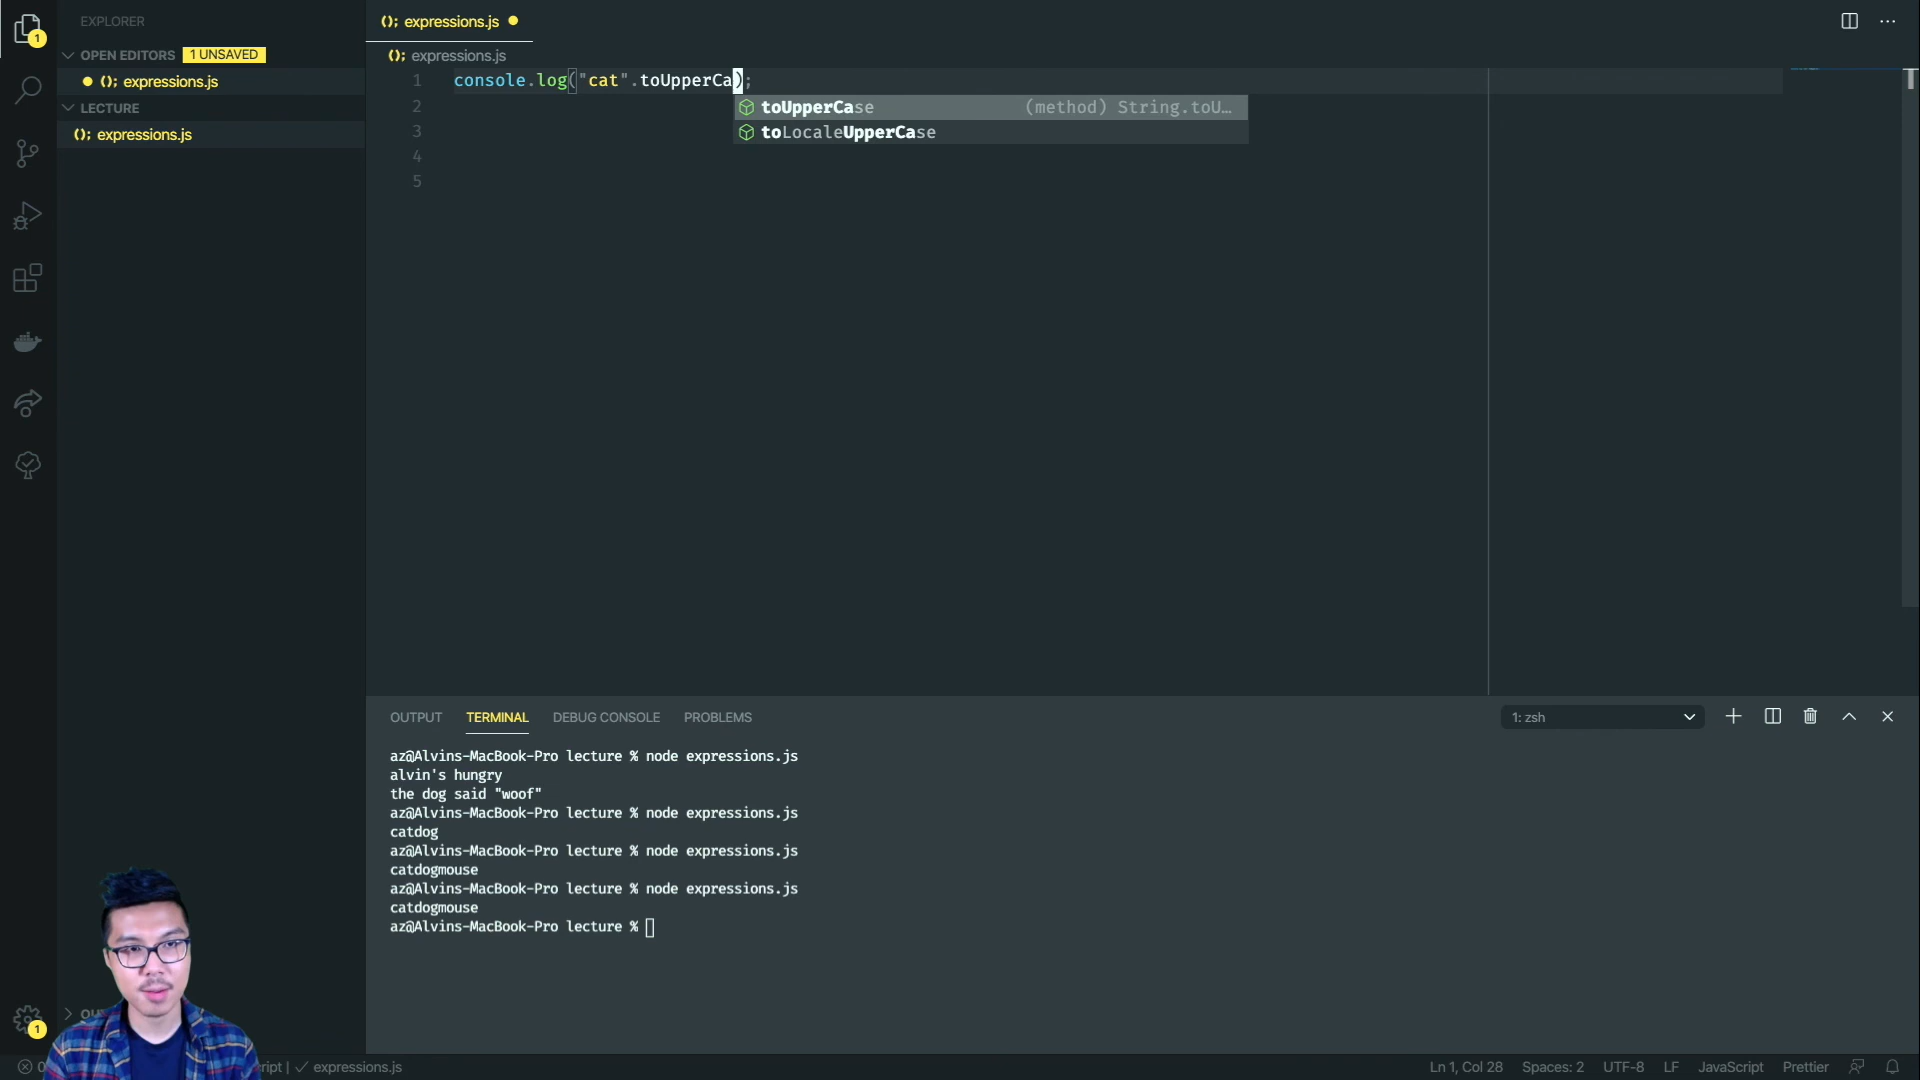 EXPLORER
OPEN EDITORS 1 UNSAVED
(); expressions.js
LECTURE
(); expressions.js
(); expressions.js
(); expressions.js
1 console.log("cat".toUpperCa);
2
3
4
5
toUpperCase (method) String.toU…
toLocaleUpperCase
OUTPUT TERMINAL DEBUG CONSOLE PROBLEMS
1: zsh
az@Alvins-MacBook-Pro lecture % node expressions.js
alvin's hungry
the dog said "woof"
az@Alvins-MacBook-Pro lecture % node expressions.js
catdog
az@Alvins-MacBook-Pro lecture % node expressions.js
catdogmouse
az@Alvins-MacBook-Pro lecture % node expressions.js
catdogmouse
az@Alvins-MacBook-Pro lecture %
1
1
ript | ✓ expressions.js
Ln 1, Col 28 Spaces: 2 UTF-8 LF JavaScript Prettier